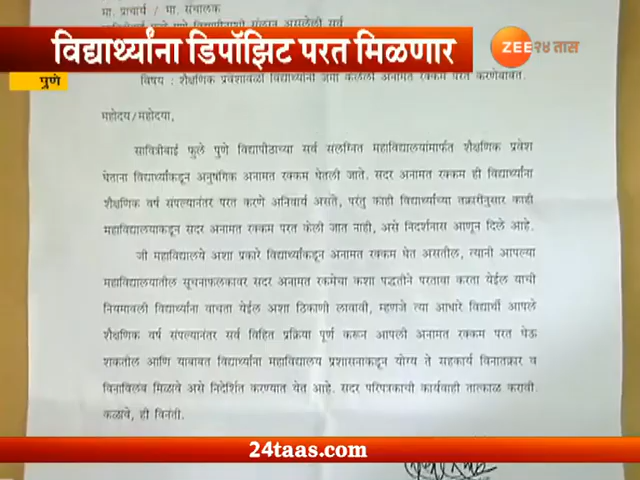 मा. प्राचार्य / मा. संचालक
सावित्रीबाई फुले पुणे विद्यापीठाशी संलग्न असलेली सर्व
विद्यार्थ्यांना डिपॉझिट परत मिळणार
ZEE २४ तास
पुणे
विषय : शैक्षणिक प्रवेशावेळी विद्यार्थ्यांनी जमा केलेली अनामत रक्कम परत करणेबाबत.
महोदय/महोदया,
सावित्रीबाई फुले पुणे विद्यापीठाच्या सर्व संलग्नित महाविद्यालयांमार्फत शैक्षणिक प्रवेश
घेताना विद्यार्थ्यांकडून अनुषंगिक अनामत रक्कम घेतली जाते. सदर अनामत रक्कम ही विद्यार्थ्यांना
शैक्षणिक वर्ष संपल्यानंतर परत करणे अनिवार्य असते, परंतु काही विद्यार्थ्यांच्या तक्रारींनुसार काही
महाविद्यालयाकडून सदर अनामत रक्कम परत केली जात नाही, असे निदर्शनास आणून दिले आहे.
जी महाविद्यालये अशा प्रकारे विद्यार्थ्यांकडून अनामत रक्कम घेत असतील, त्यांनी आपल्या
महाविद्यालयातील सूचनाफलकावर सदर अनामत रकमेचा कशा पद्धतीने परतावा करता येईल याची
नियमावली विद्यार्थ्यांना वाचता येईल अशा ठिकाणी लावावी, म्हणजे त्या आधारे विद्यार्थी आपले
शैक्षणिक वर्ष संपल्यानंतर सर्व विहित प्रक्रिया पूर्ण करून आपली अनामत रक्कम परत घेऊ
शकतील आणि याबाबत विद्यार्थ्यांना महाविद्यालय प्रशासनाकडून योग्य ते सहकार्य विनातक्रार व
विनाविलंब मिळावे असे निर्देशित करण्यात येत आहे. सदर परिपत्रकाची कार्यवाही तात्काळ करावी.
कळावे, ही विनंती.
24taas.com